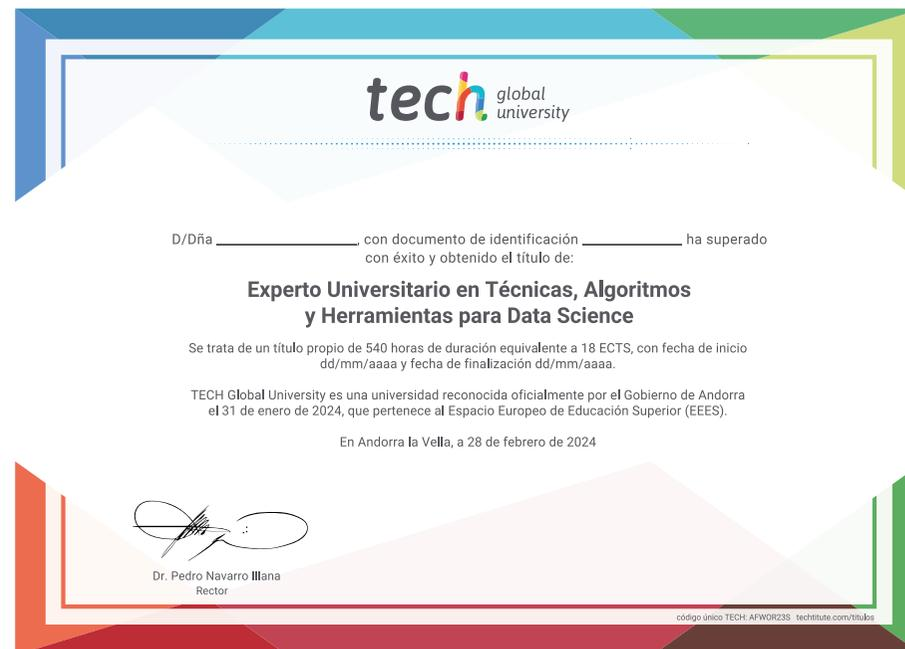 tech global
university
D/Dña ____________, con documento de identificación ____________ ha superado
con éxito y obtenido el título de:
Experto Universitario en Técnicas, Algoritmos
y Herramientas para Data Science
Se trata de un título propio de 540 horas de duración equivalente a 18 ECTS, con fecha de inicio
dd/mm/aaaa y fecha de finalización dd/mm/aaaa.
TECH Global University es una universidad reconocida oficialmente por el Gobierno de Andorra
el 31 de enero de 2024, que pertenece al Espacio Europeo de Educación Superior (EEES).
En Andorra la Vella, a 28 de febrero de 2024
Dr. Pedro Navarro Illana
Rector
código único TECH: AFWOR23S techtitute.com/titulos